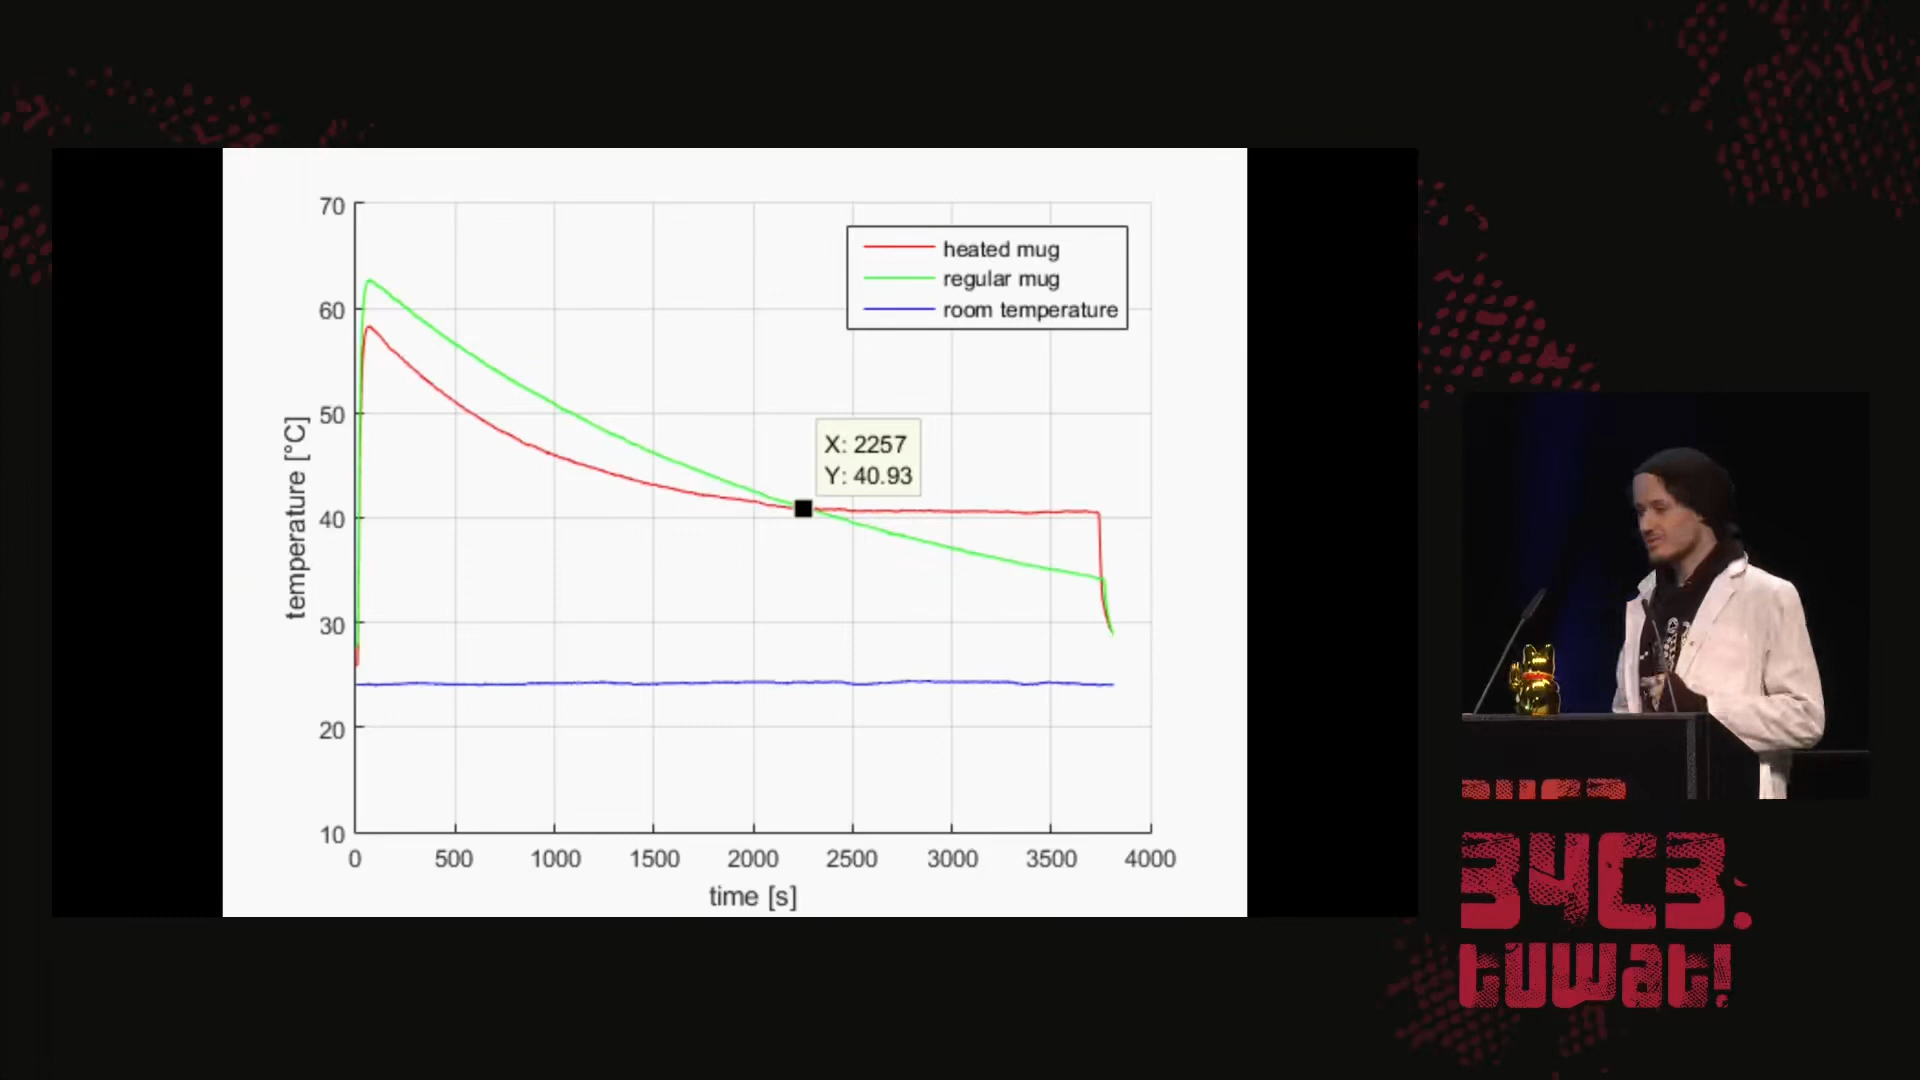 70
60
50
40
30
20
10
temperature [°C]
heated mug
regular mug
room temperature
X: 2257
Y: 40.93
0 500 1000 1500 2000 2500 3000 3500 4000
time [s]
34C3.
tuwat!